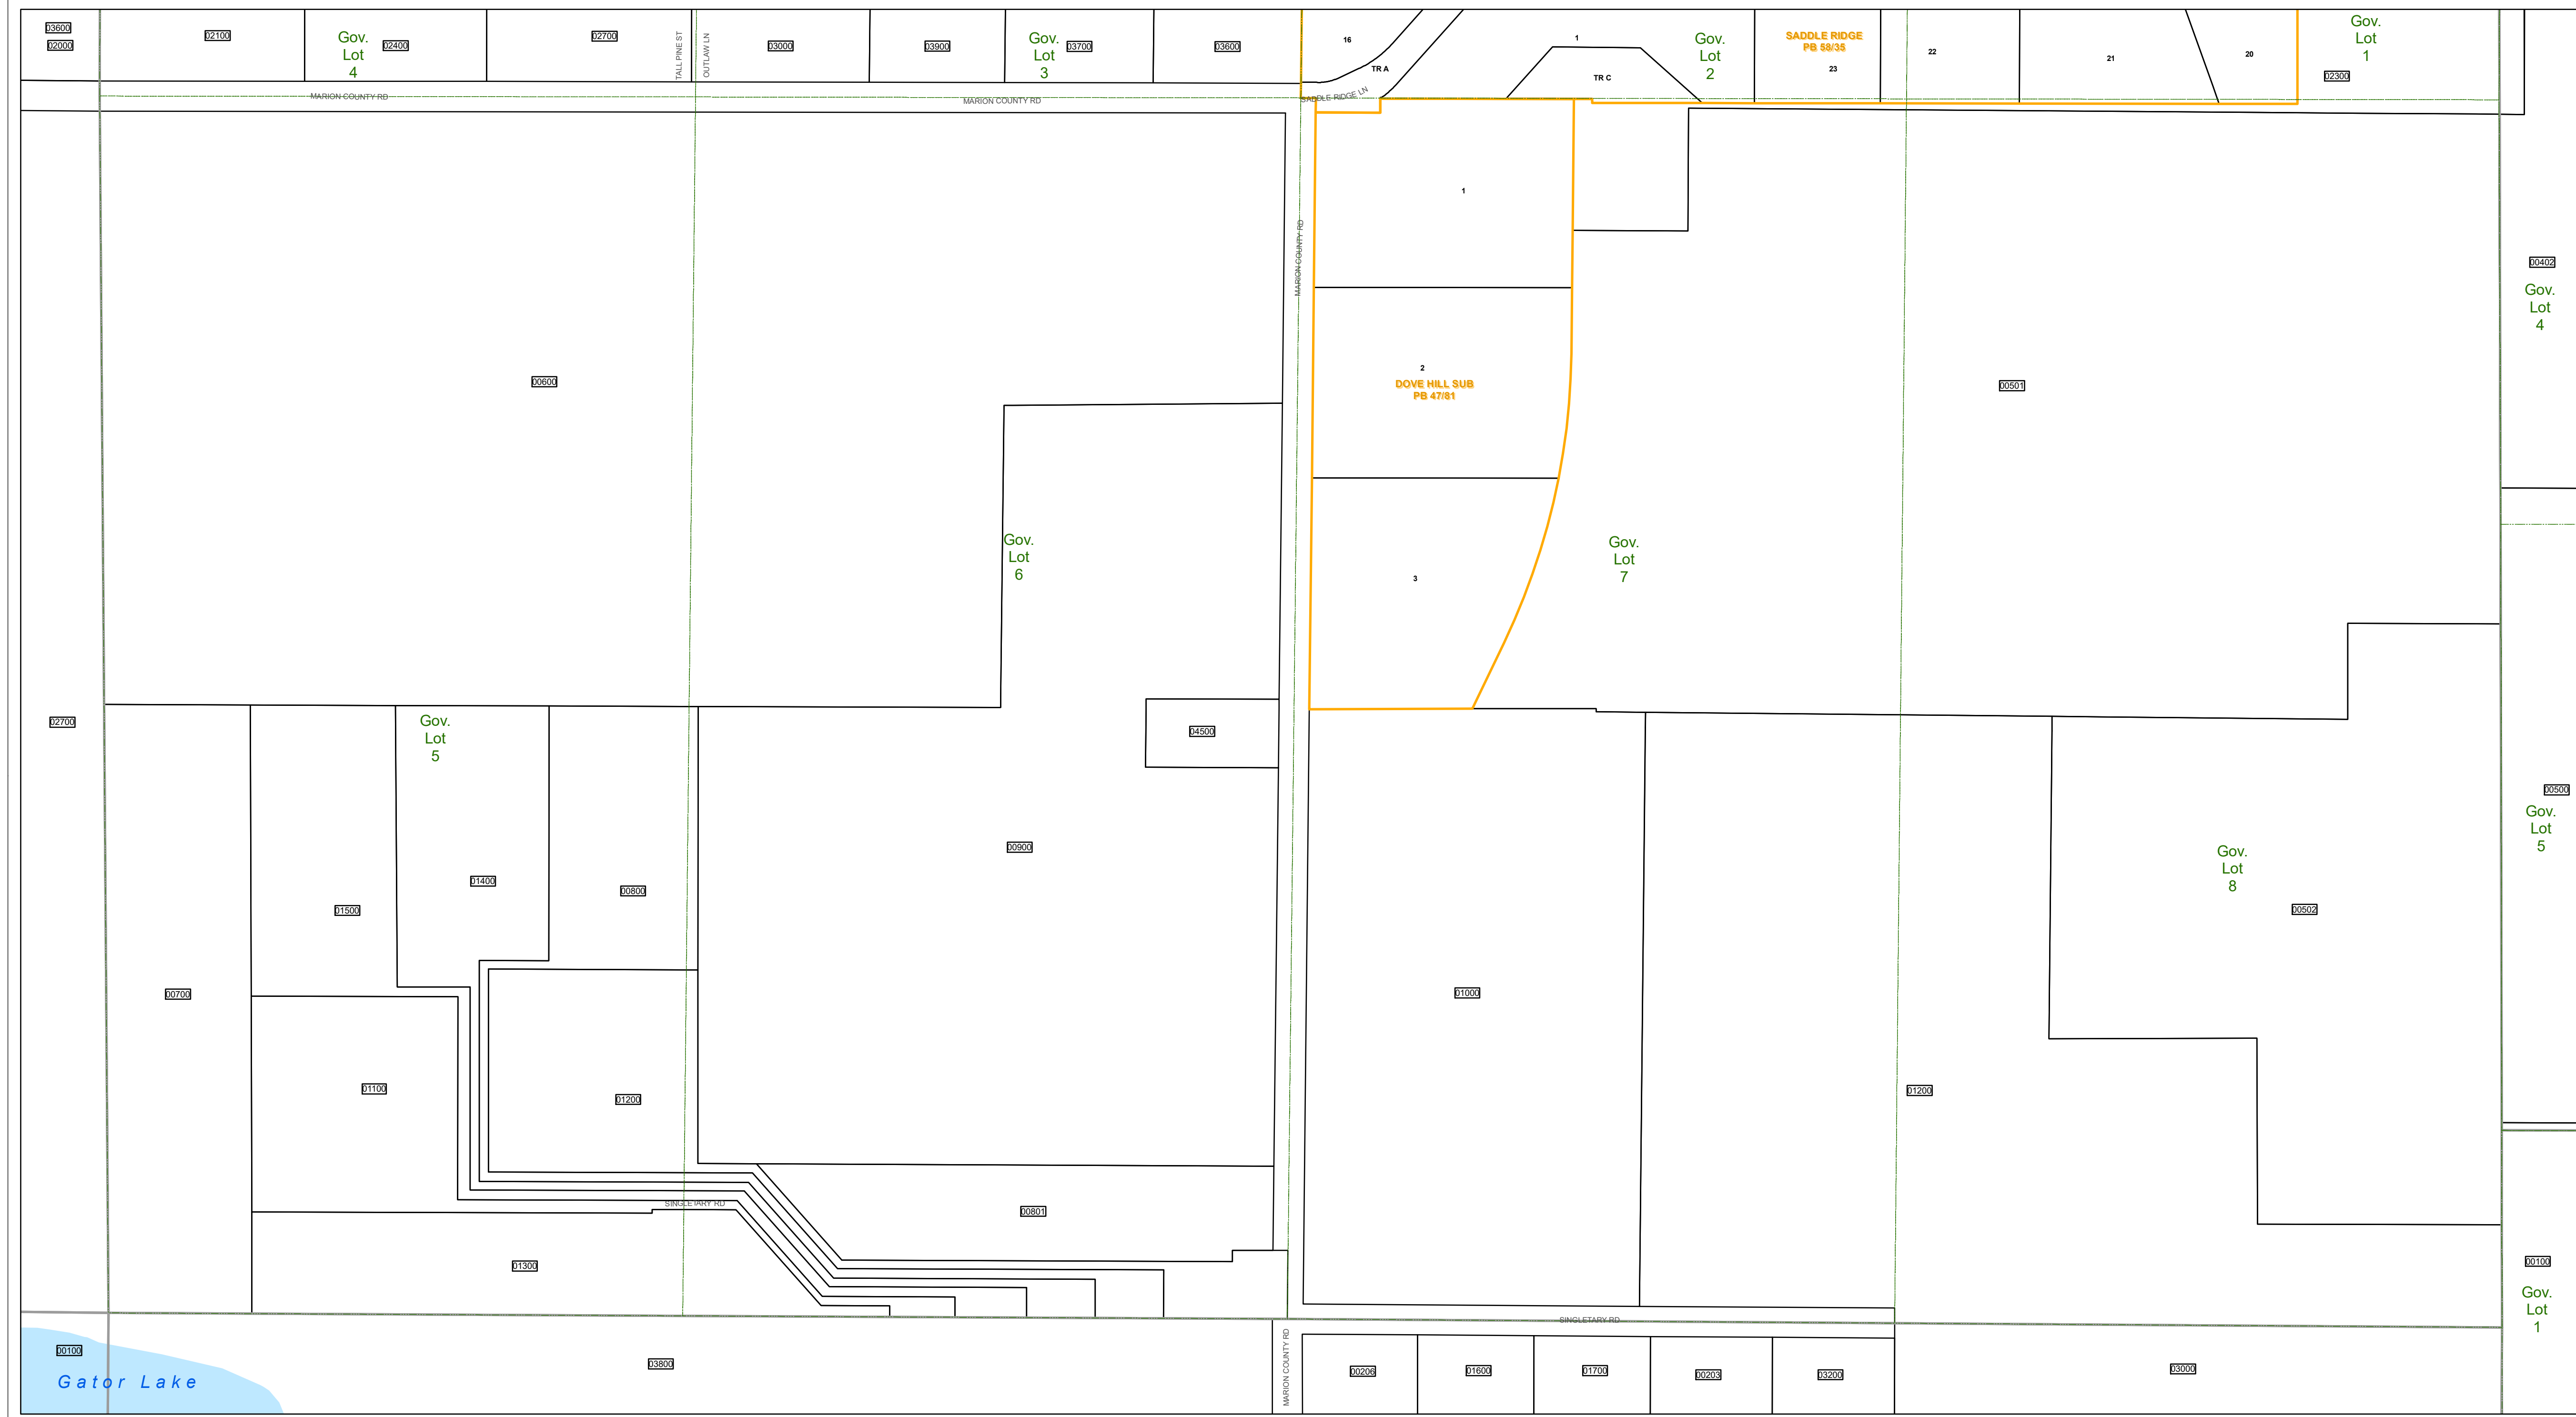 03600
02000
02100
Gov.
Lot
4
02400
02700
TALL PINE ST
OUTLAW LN
03000
03900
Gov.
Lot
3
03700
03600
16
TR A
1
TR C
Gov.
Lot
2
SADDLE RIDGE
PB 58/35
23
22
21
20
Gov.
Lot
1
02300
MARION COUNTY RD
MARION COUNTY RD
SADDLE RIDGE LN
1
MARION COUNTY RD
00402
Gov.
Lot
4
00600
2
DOVE HILL SUB
PB 47/81
00501
Gov.
Lot
6
3
Gov.
Lot
7
02700
Gov.
Lot
5
04500
00500
Gov.
Lot
5
00900
Gov.
Lot
8
01400
00800
01500
00502
00700
01000
01100
01200
01200
SINGLETARY RD
00801
01300
00100
Gov.
Lot
1
SINGLETARY RD
00100
Gator Lake
03800
MARION COUNTY RD
00206
01600
01700
00203
03200
03000